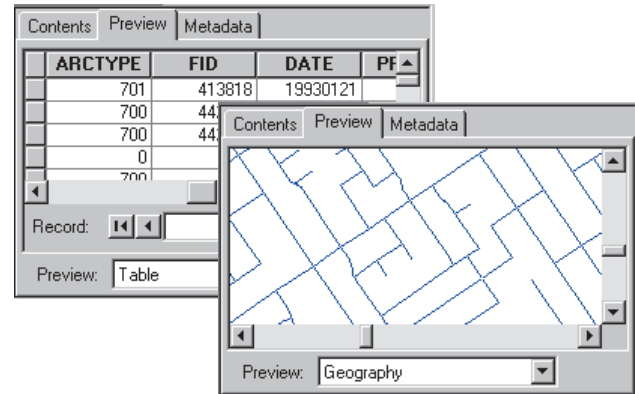 Contents Preview Metadata
ARCTYPE FID DATE
701 413818 19930121
700
700
0
700
Record:
Preview: Table
Contents Preview Metadata
Preview: Geography